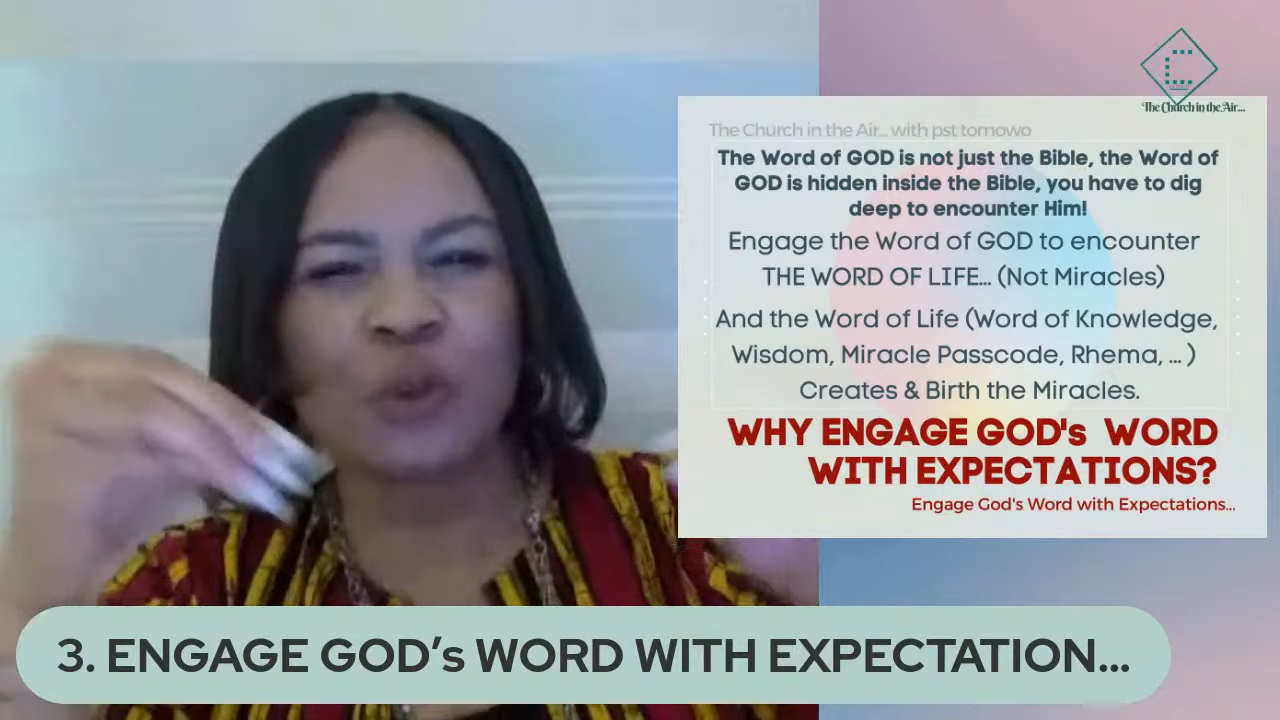 The Church in the Air...
The Church in the Air... with pst tomowo
The Word of GOD is not just the Bible, the Word of
GOD is hidden inside the Bible, you have to dig
deep to encounter Him!
Engage the Word of GOD to encounter
THE WORD OF LIFE... (Not Miracles)
And the Word of Life (Word of Knowledge,
Wisdom, Miracle Passcode, Rhema, ... )
Creates & Birth the Miracles.
WHY ENGAGE GOD's WORD
WITH EXPECTATIONS?
Engage God's Word with Expectations...
3. ENGAGE GOD’s WORD WITH EXPECTATION...